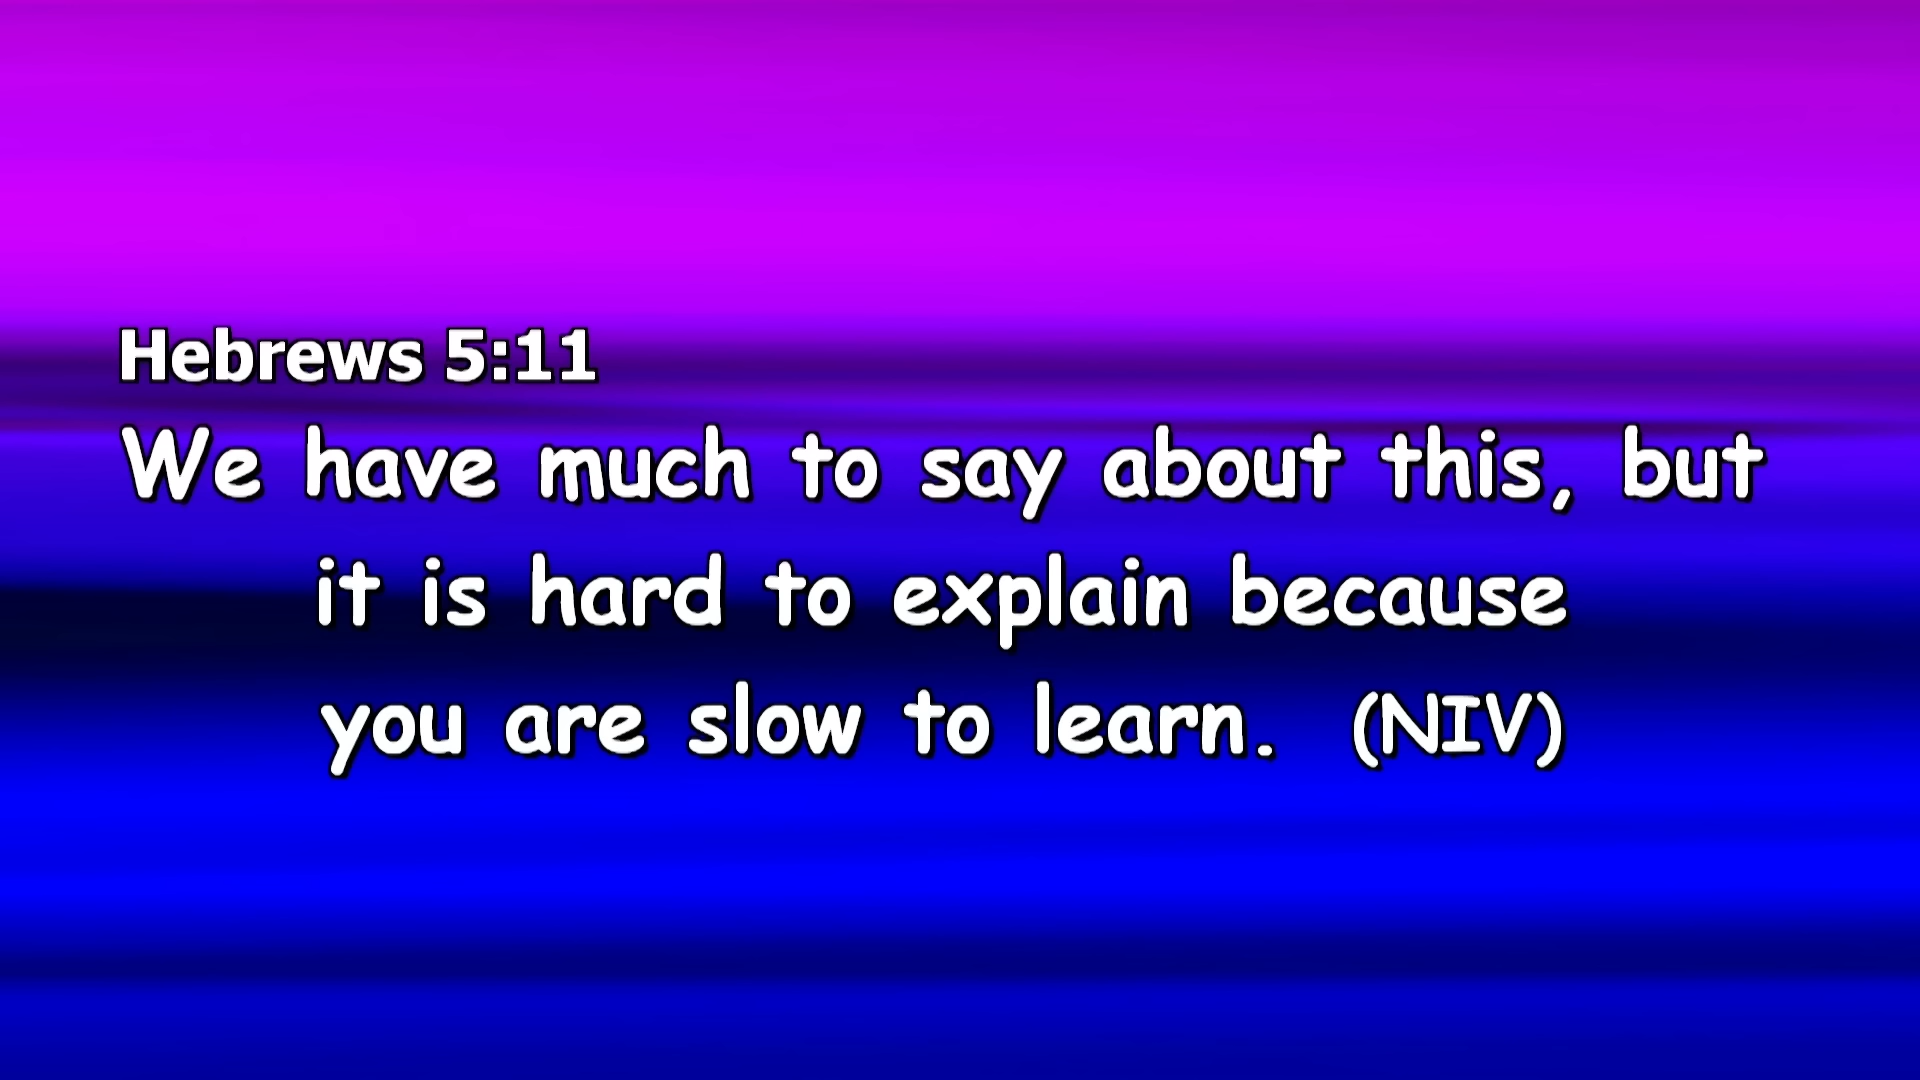 Hebrews 5:11
We have much to say about this, but
it is hard to explain because
you are slow to learn. (NIV)